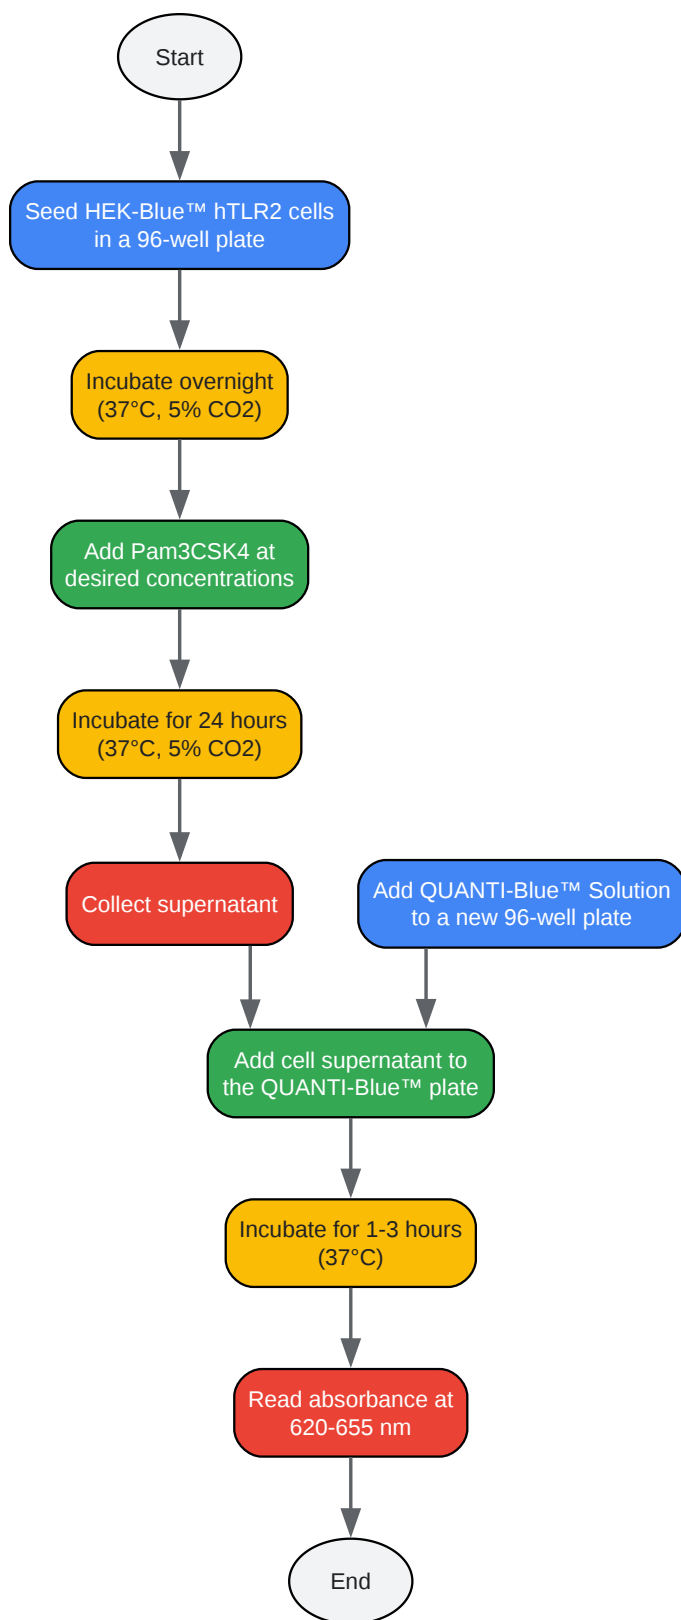 Start
Seed HEK-Blue™ hTLR2 cells
in a 96-well plate
Incubate overnight
(37°C, 5% CO2)
Add Pam3CSK4 at
desired concentrations
Incubate for 24 hours
(37°C, 5% CO2)
Collect supernatant
Add QUANTI-Blue™ Solution
to a new 96-well plate
Add cell supernatant to
the QUANTI-Blue™ plate
Incubate for 1-3 hours
(37°C)
Read absorbance at
620-655 nm
End